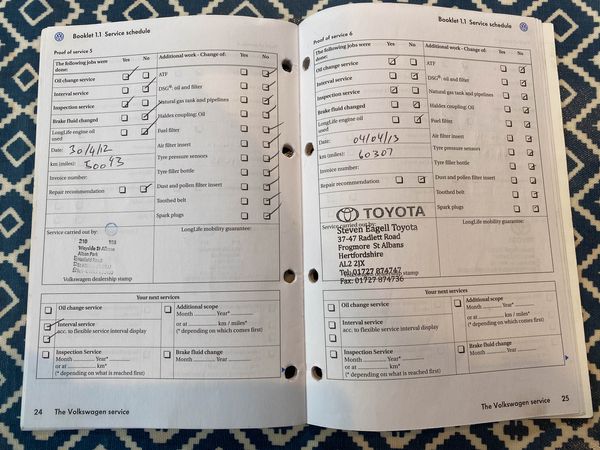 Booklet 1.1 Service schedule
Proof of service 5
The following jobs were done:
Yes No
Oil change service
Interval service
Inspection service
Brake fluid changed
LongLife engine oil used
Date: 30/4/12
km (miles): 50093
Invoice number:
Repair recommendation
Additional work - Change of:
Yes No
ATF
DSG®: oil and filter
Natural gas tank and pipelines
Haldex coupling: Oil
Fuel filter
Air filter insert
Tyre pressure sensors
Tyre filler bottle
Dust and pollen filter insert
Toothed belt
Spark plugs
Service carried out by:
LongLife mobility guarantee:
Volkswagen dealership stamp
Your next services
Oil change service
Interval service
acc. to flexible service interval display
Inspection Service
Month Year*
or at km*
(* depending on what is reached first)
Additional scope
Month Year*
or at km / miles*
(* depending on which comes first)
Brake fluid change
Month Year
24 The Volkswagen service
Booklet 1.1 Service schedule
Proof of service 6
The following jobs were done:
Yes No
Oil change service
Interval service
Inspection service
Brake fluid changed
LongLife engine oil used
Date: 04/04/13
km (miles): 60307
Invoice number:
Repair recommendation
Additional work - Change of:
Yes No
ATF
DSG®: oil and filter
Natural gas tank and pipelines
Haldex coupling: Oil
Fuel filter
Air filter insert
Tyre pressure sensors
Tyre filler bottle
Dust and pollen filter insert
Toothed belt
Spark plugs
TOYOTA
Service carried out by:
Steven Eagell Toyota
37-47 Radlett Road
Frogmore St Albans
Hertfordshire
AL2 2JX
Tel: 01727 874747
Fax: 01727 874736
LongLife mobility guarantee:
Volkswagen dealership stamp
Your next services
Oil change service
Interval service
acc. to flexible service interval display
Inspection Service
Month Year*
or at km*
(* depending on what is reached first)
Additional scope
Month Year*
or at km / miles*
(* depending on which comes first)
Brake fluid change
Month Year
The Volkswagen service 25